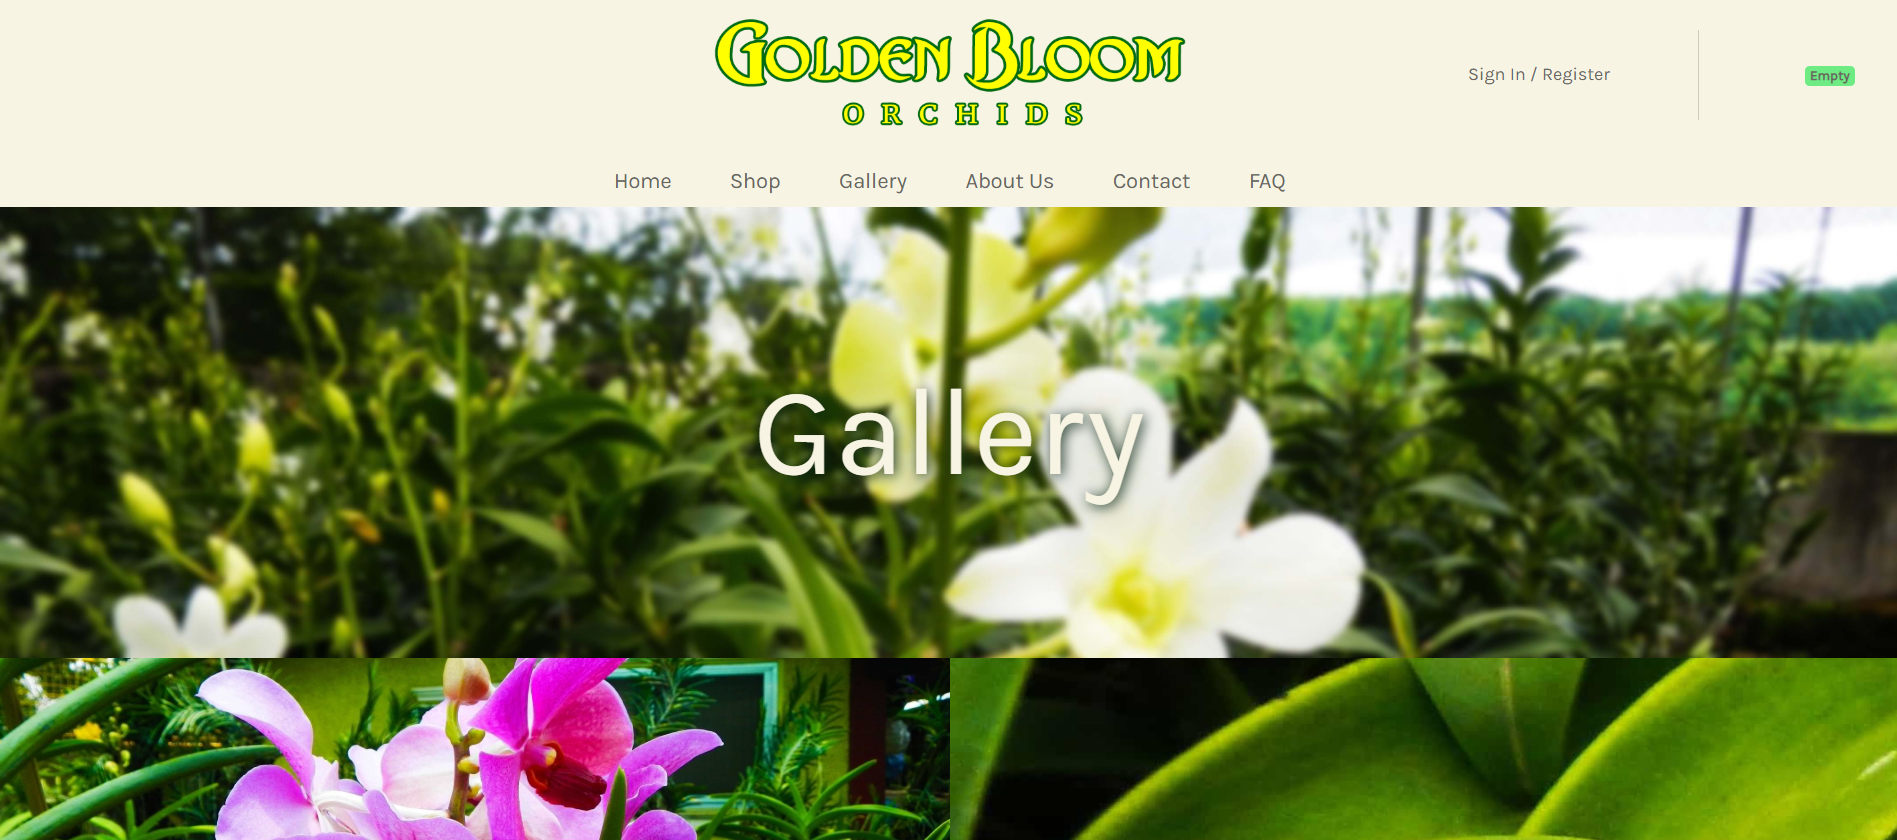 Golden Bloom
ORCHIDS
Sign In / Register
Empty
Home Shop Gallery About Us Contact FAQ
Gallery